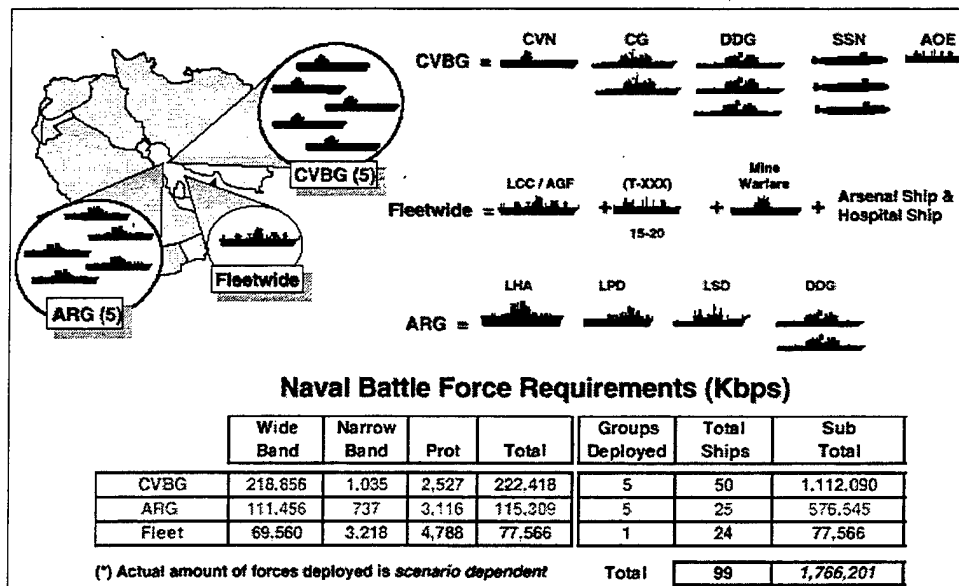 CVBG (5)
ARG (5)
Fleetwide
CVN CG DDG SSN AOE
CVBG =
LCC / AGF (T-XXX) Mine Warfare
Fleetwide = + + + Arsenal Ship & Hospital Ship
15-20
LHA LPD LSD DDG
ARG =
Naval Battle Force Requirements (Kbps)
Wide Band Narrow Band Prot Total Groups Deployed Total Ships Sub Total
CVBG 218.856 1.035 2,527 222.418 5 50 1,112.090
ARG 111.456 737 3.116 115.309 5 25 576.545
Fleet 69.560 3.218 4,788 77,566 1 24 77,566
(*) Actual amount of forces deployed is scenario dependent Total 99 1,766,201